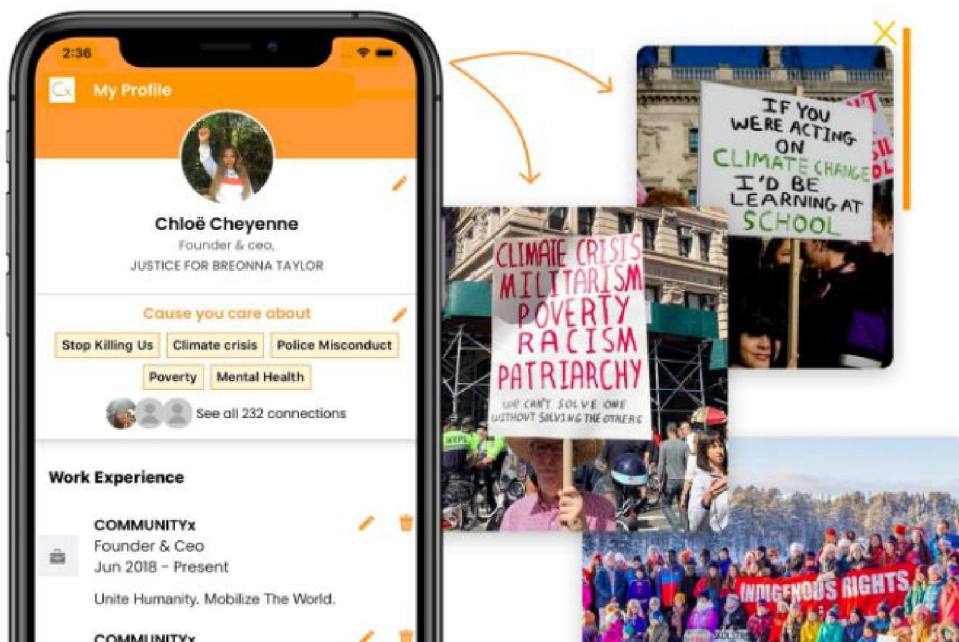 2:36
Cx
My Profile
Chloë Cheyenne
Founder & ceo,
JUSTICE FOR BREONNA TAYLOR
Cause you care about
Stop Killing Us
Climate crisis
Police Misconduct
Poverty
Mental Health
See all 232 connections
Work Experience
COMMUNITYx
Founder & Ceo
Jun 2018 - Present
Unite Humanity. Mobilize The World.
COMMUNITYx
CLIMATE CRISIS
MILITARISM
POVERTY
RACISM
PATRIARCHY
WE CAN'T SOLVE ONE
WITHOUT SOLVING THE OTHERS
IF YOU
WERE ACTING
ON
CLIMATE CHANGE
I'D BE
LEARNING AT
SCHOOL
INDIGENOUS RIGHTS